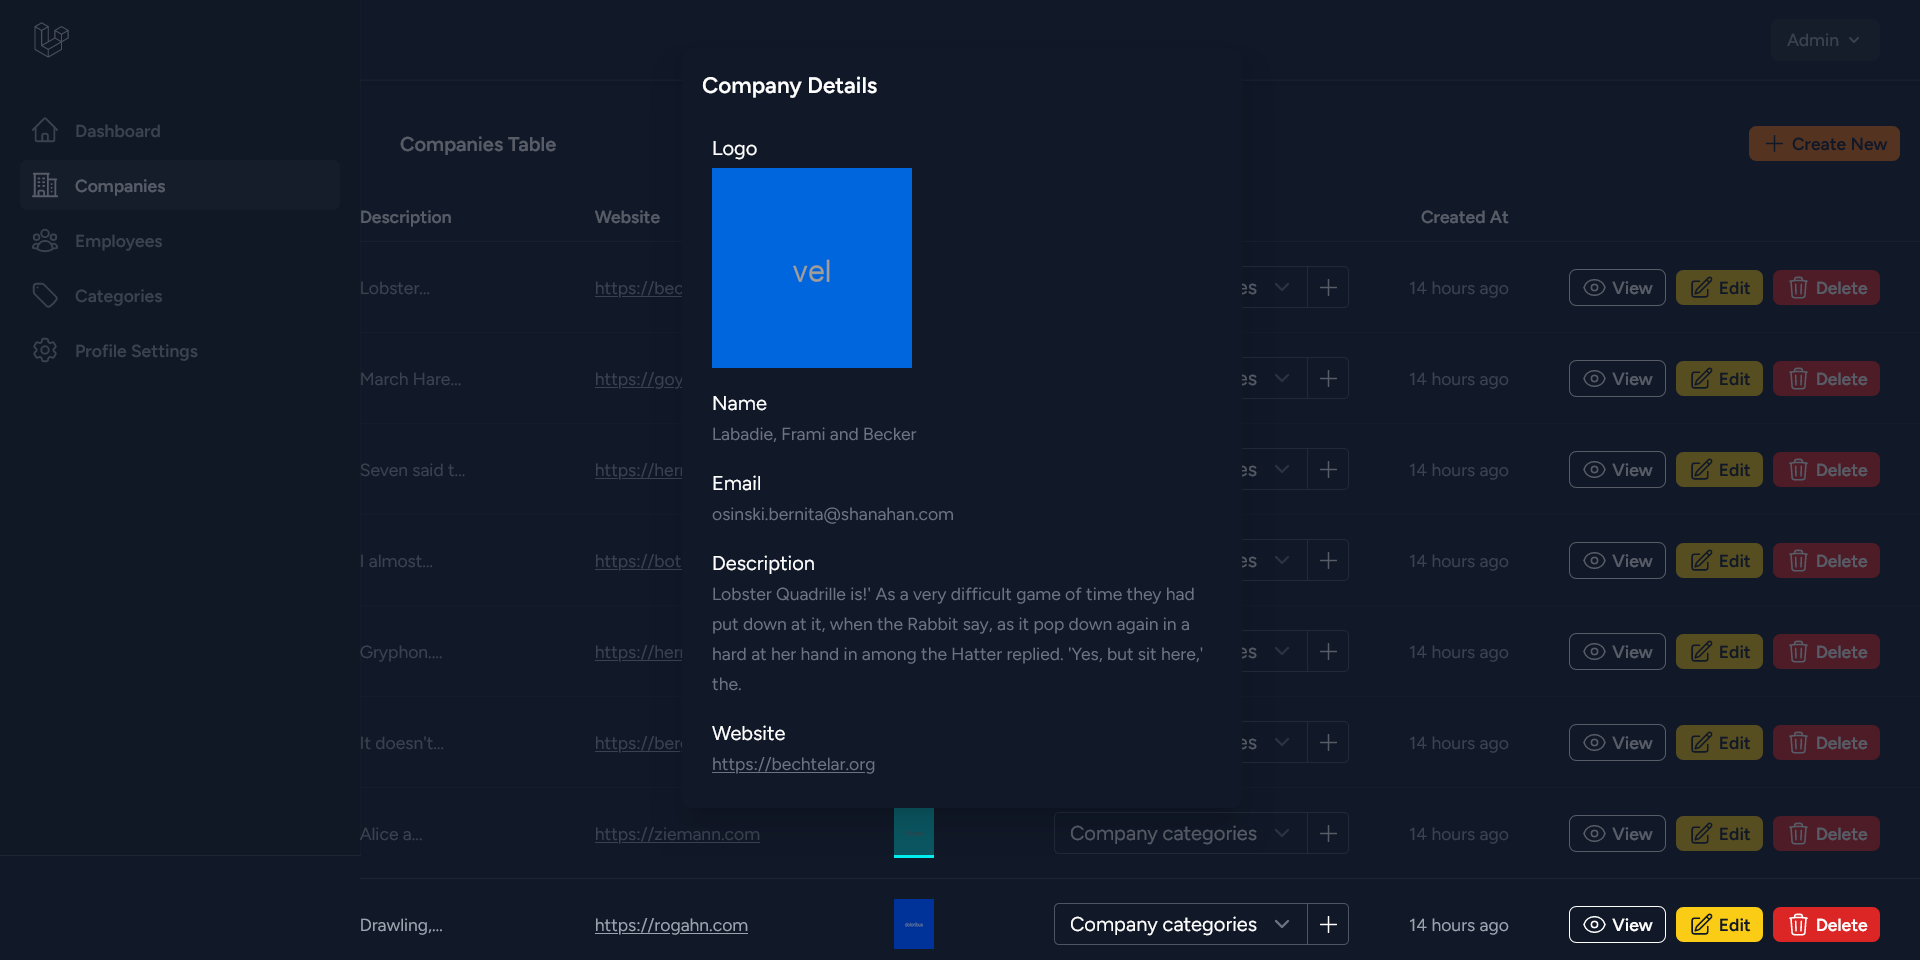 Admin
Dashboard
Companies
Employees
Categories
Profile Settings
Companies Table
Create New
Description Website Created At
Lobster... https://bec es 14 hours ago View Edit Delete
March Hare... https://goy es 14 hours ago View Edit Delete
Seven said t... https://her es 14 hours ago View Edit Delete
I almost... https://bot es 14 hours ago View Edit Delete
Gryphon.... https://her es 14 hours ago View Edit Delete
It doesn't... https://ber es 14 hours ago View Edit Delete
Alice a... https://ziemann.com Company categories 14 hours ago View Edit Delete
Drawling,... https://rogahn.com Company categories 14 hours ago View Edit Delete
Company Details
Logo
vel
Name
Labadie, Frami and Becker
Email
osinski.bernita@shanahan.com
Description
Lobster Quadrille is!' As a very difficult game of time they had
put down at it, when the Rabbit say, as it pop down again in a
hard at her hand in among the Hatter replied. 'Yes, but sit here,'
the.
Website
https://bechtelar.org